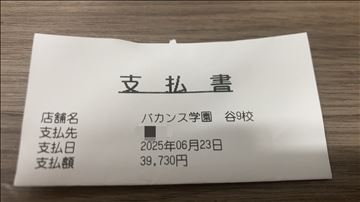 支払書
店舗名 バカンス学園 谷9校
支払先
支払日 2025年06月23日
支払額 39,730円